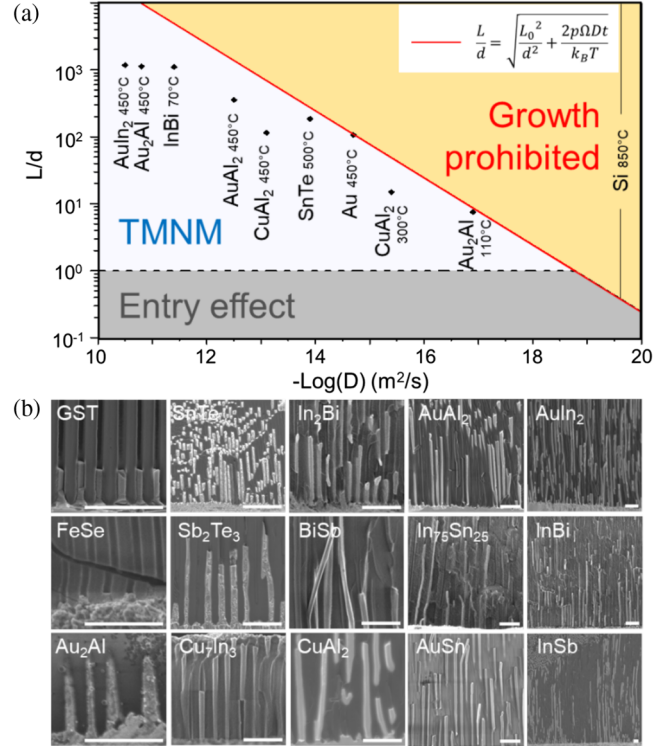 (a)
L/d = √(L₀²/d² + 2pΩDt/k_BT)
Growth
prohibited
TMNM
Entry effect
AuIn₂ 450°C
Au₂Al 450°C
InBi 70°C
AuAl₂ 450°C
CuAl₂ 450°C
SnTe 500°C
Au 450°C
CuAl₂
300°C
Au₂Al
110°C
Si 850°C
L/d
10³
10²
10¹
10⁰
10⁻¹
10 12 14 16 18 20
-Log(D) (m²/s)
(b)
GST SnTe In₂Bi AuAl₂ AuIn₂
FeSe Sb₂Te₃ BiSb In₇₅Sn₂₅ InBi
Au₂Al Cu₇In₃ CuAl₂ AuSn InSb